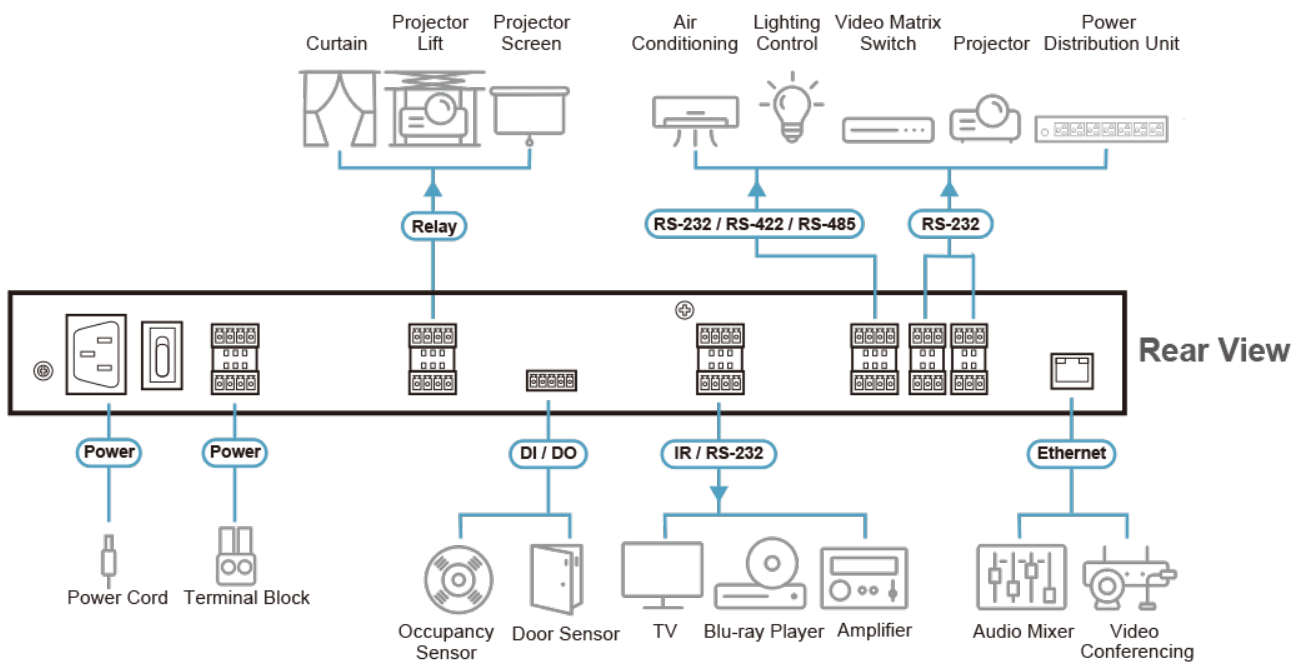 Curtain
Projector
Lift
Projector
Screen
Air
Conditioning
Lighting
Control
Video Matrix
Switch
Projector
Power
Distribution Unit
Relay
RS-232 / RS-422 / RS-485
RS-232
Rear View
Power
Power
DI / DO
IR / RS-232
Ethernet
Power Cord
Terminal Block
Occupancy
Sensor
Door Sensor
TV
Blu-ray Player
Amplifier
Audio Mixer
Video
Conferencing